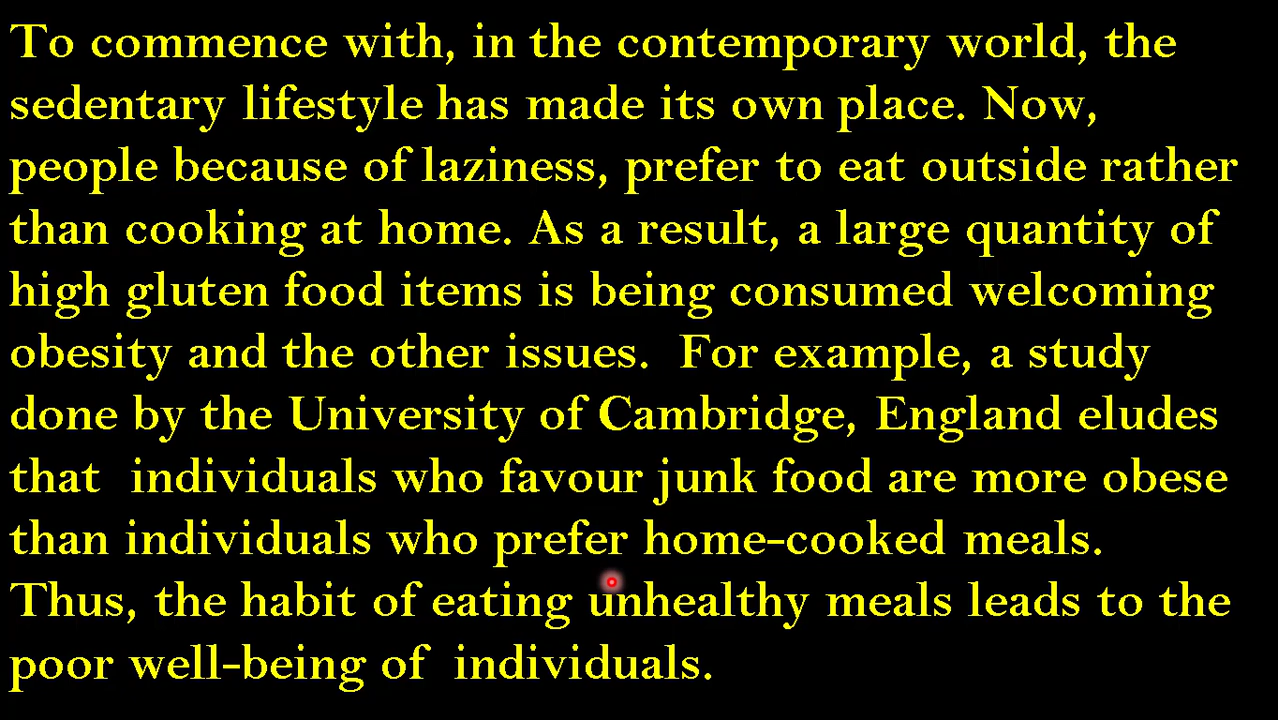 To commence with, in the contemporary world, the
sedentary lifestyle has made its own place. Now,
people because of laziness, prefer to eat outside rather
than cooking at home. As a result, a large quantity of
high gluten food items is being consumed welcoming
obesity and the other issues.  For example, a study
done by the University of Cambridge, England eludes
that  individuals who favour junk food are more obese
than individuals who prefer home-cooked meals.
Thus, the habit of eating unhealthy meals leads to the
poor well-being of  individuals.